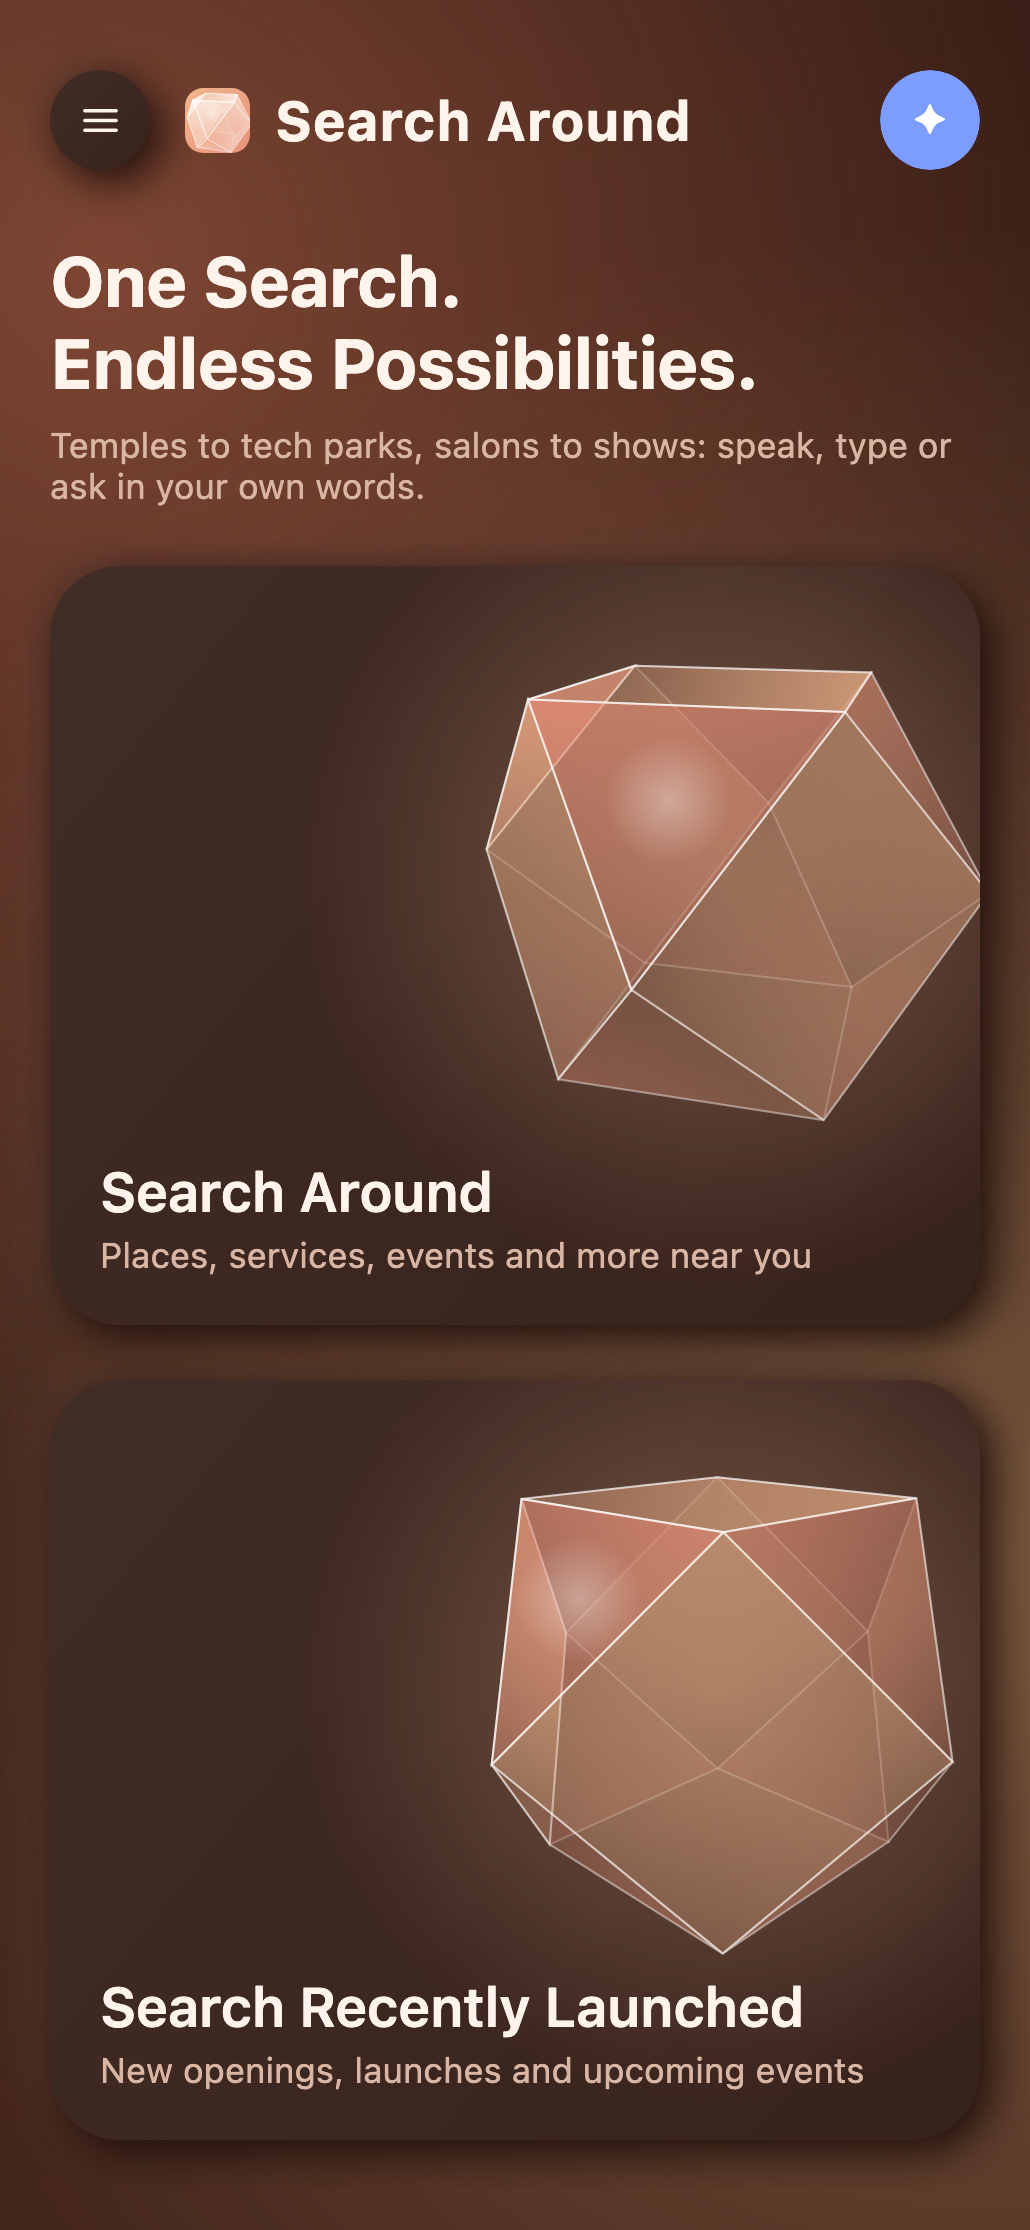 Search Around
One Search.
Endless Possibilities.
Temples to tech parks, salons to shows: speak, type or
ask in your own words.
Search Around
Places, services, events and more near you
Search Recently Launched
New openings, launches and upcoming events